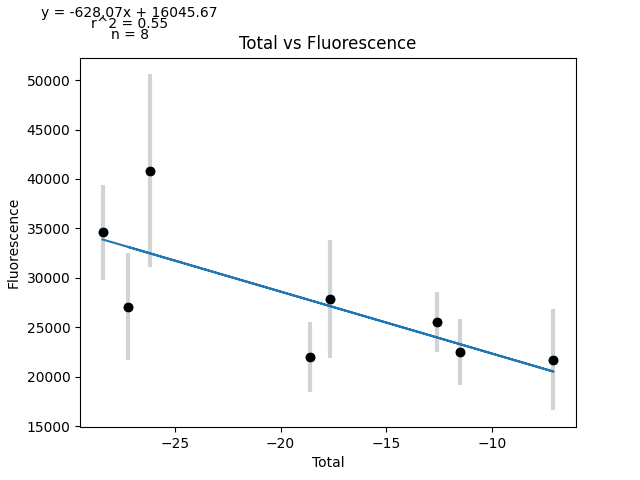 y = -628.07x + 16045.67
r^2 = 0.55
n = 8
Total vs Fluorescence
50000
45000
40000
35000
30000
25000
20000
15000
Fluorescence
−25
−20
−15
−10
Total